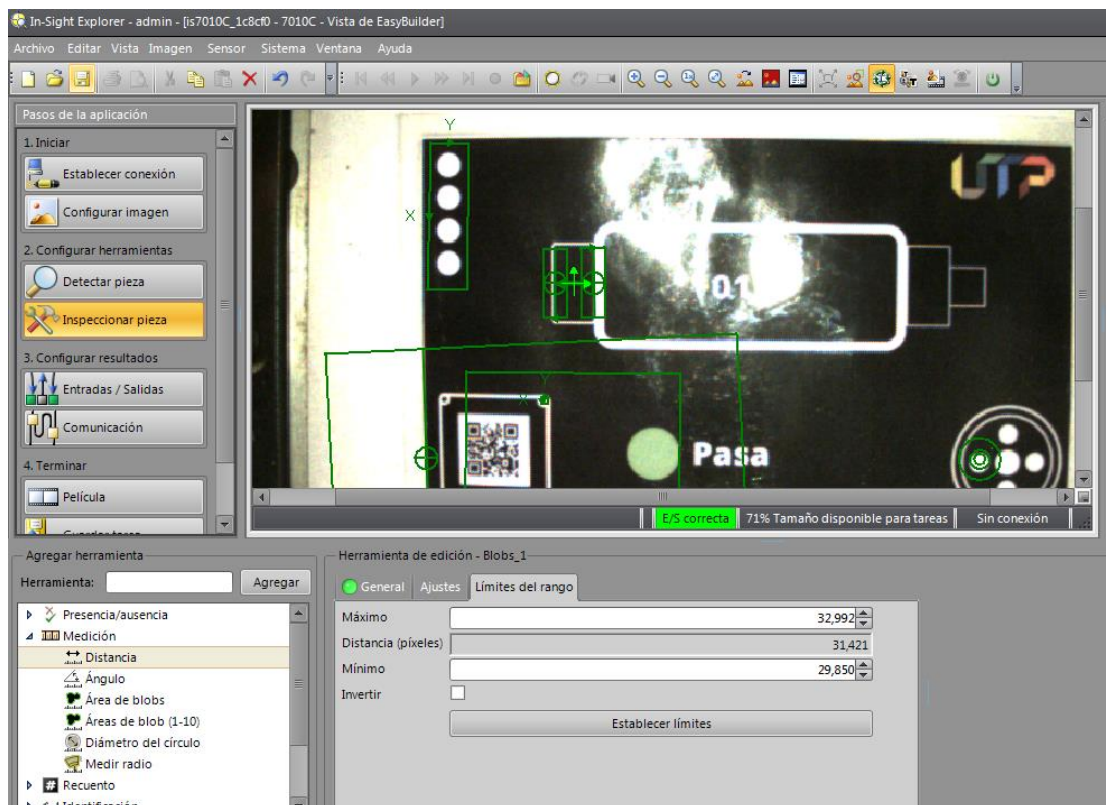 In-Sight Explorer - admin - [is7010C_1c8cf0 - 7010C - Vista de EasyBuilder]
Archivo Editar Vista Imagen Sensor Sistema Ventana Ayuda
Pasos de la aplicación
1. Iniciar
Establecer conexión
Configurar imagen
2. Configurar herramientas
Detectar pieza
Inspeccionar pieza
3. Configurar resultados
Entradas / Salidas
Comunicación
4. Terminar
Película
Guardar tarea
Y
X
UTP
01
Y
X
Pasa
E/S correcta 71% Tamaño disponible para tareas Sin conexión
Agregar herramienta
Herramienta: Agregar
Presencia/ausencia
Medición
Distancia
Ángulo
Área de blobs
Áreas de blob (1-10)
Diámetro del círculo
Medir radio
Recuento
Identificación
Herramienta de edición - Blobs_1
General Ajustes Límites del rango
Máximo 32,992
Distancia (píxeles) 31,421
Mínimo 29,850
Invertir
Establecer límites